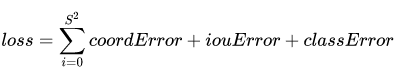 loss = \sum_{i=0}^{S^2} coordError + iouError + classError